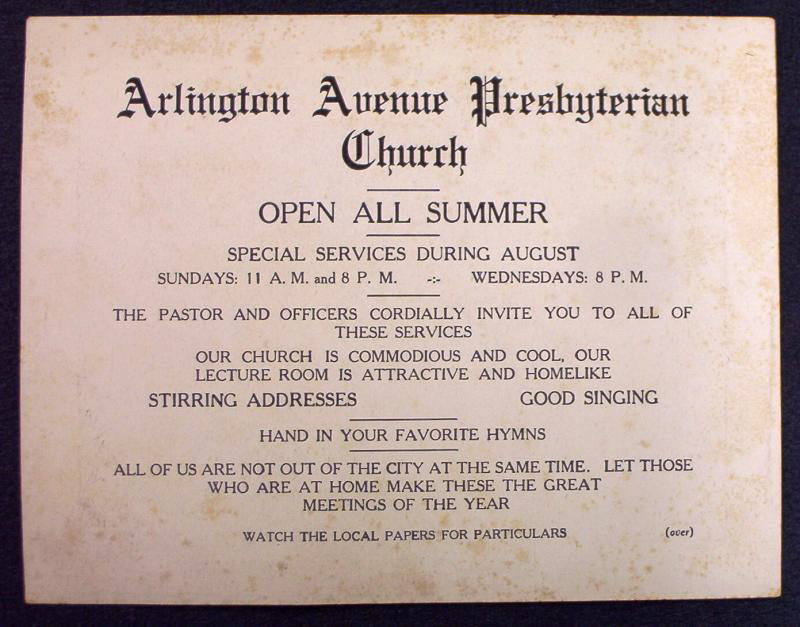 Arlington Avenue Presbyterian
Church
OPEN ALL SUMMER
SPECIAL SERVICES DURING AUGUST
SUNDAYS: 11 A. M. and 8 P. M. -:- WEDNESDAYS: 8 P. M.
THE PASTOR AND OFFICERS CORDIALLY INVITE YOU TO ALL OF
THESE SERVICES
OUR CHURCH IS COMMODIOUS AND COOL, OUR
LECTURE ROOM IS ATTRACTIVE AND HOMELIKE
STIRRING ADDRESSES GOOD SINGING
HAND IN YOUR FAVORITE HYMNS
ALL OF US ARE NOT OUT OF THE CITY AT THE SAME TIME. LET THOSE
WHO ARE AT HOME MAKE THESE THE GREAT
MEETINGS OF THE YEAR
WATCH THE LOCAL PAPERS FOR PARTICULARS (over)